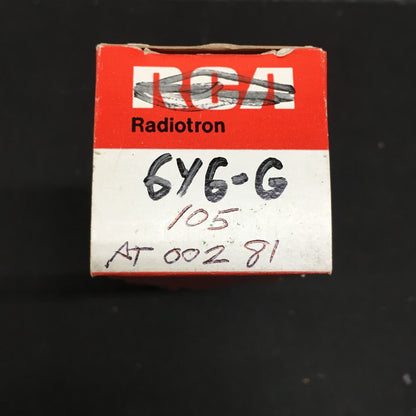 RCA
Radiotron
6Y6-G
105
AT 002 81